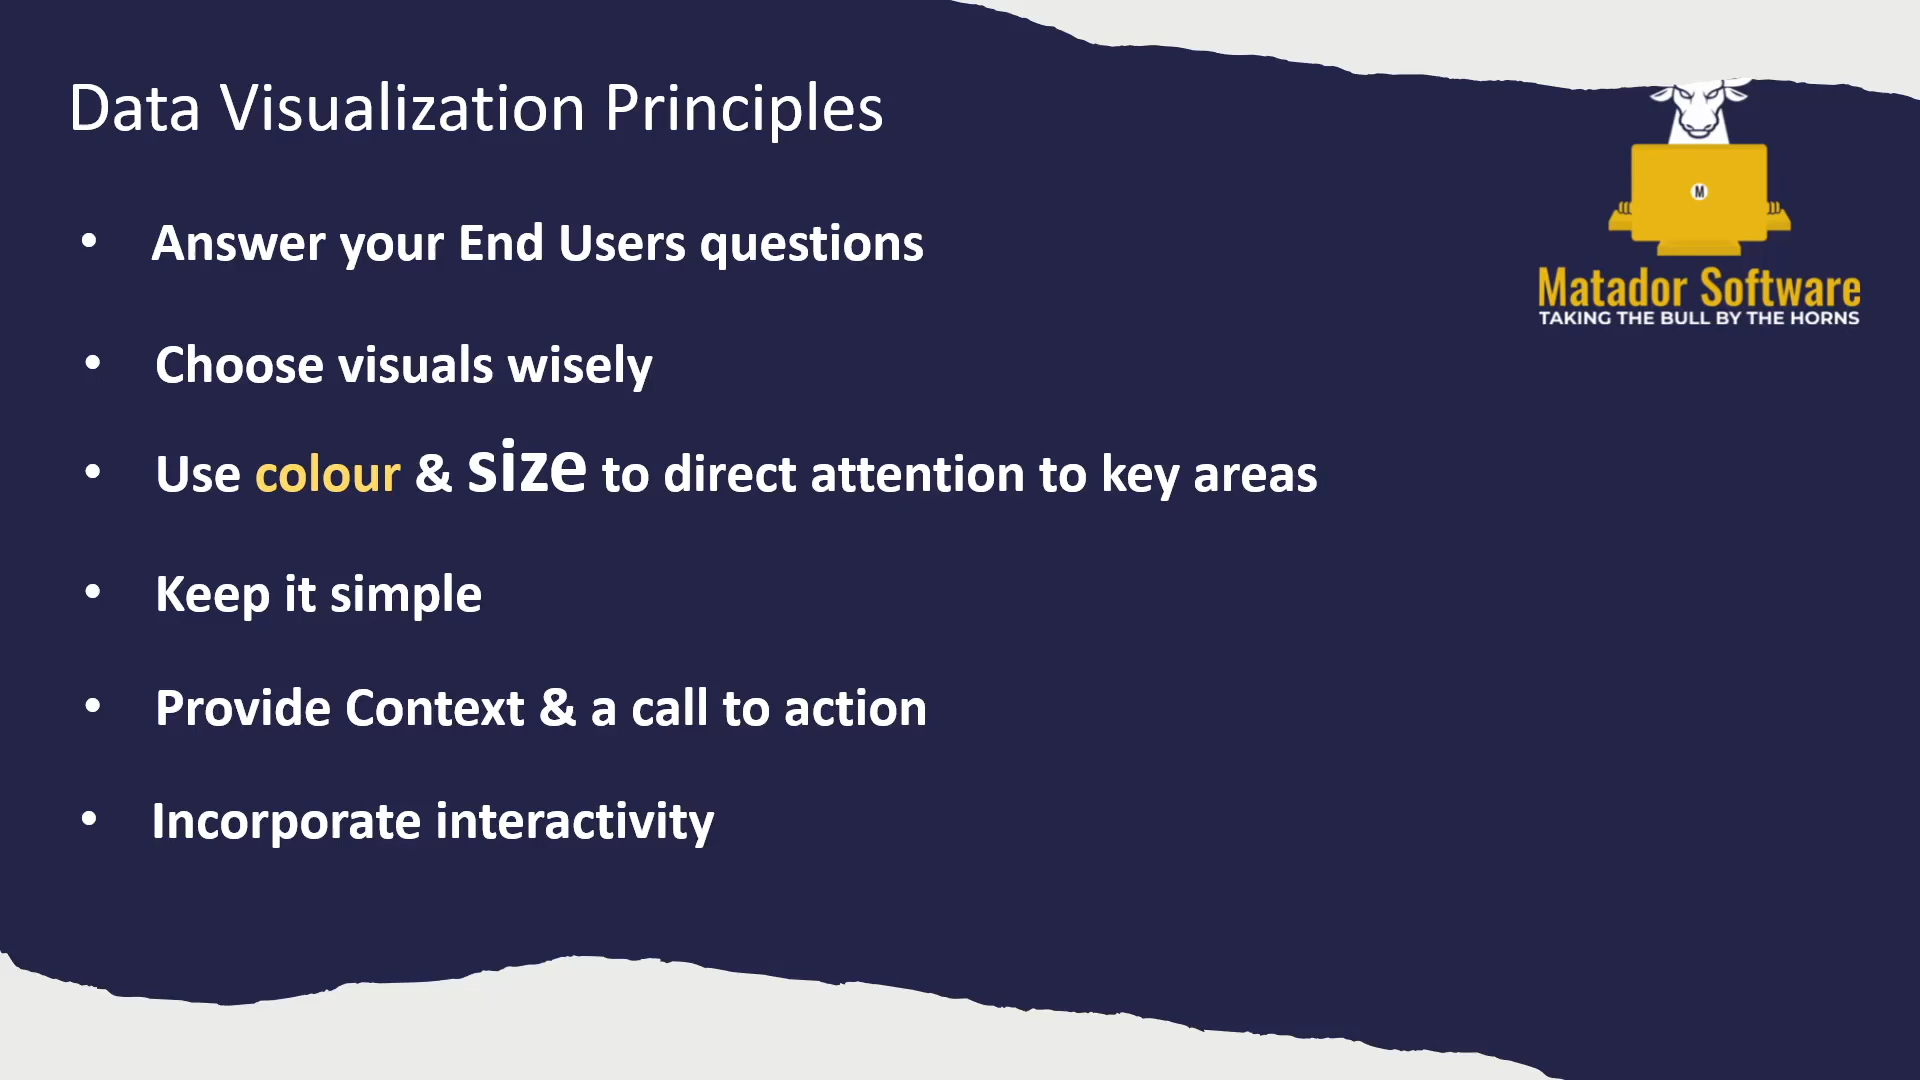 Data Visualization Principles
M
Matador Software
TAKING THE BULL BY THE HORNS
• Answer your End Users questions
• Choose visuals wisely
• Use colour & size to direct attention to key areas
• Keep it simple
• Provide Context & a call to action
• Incorporate interactivity